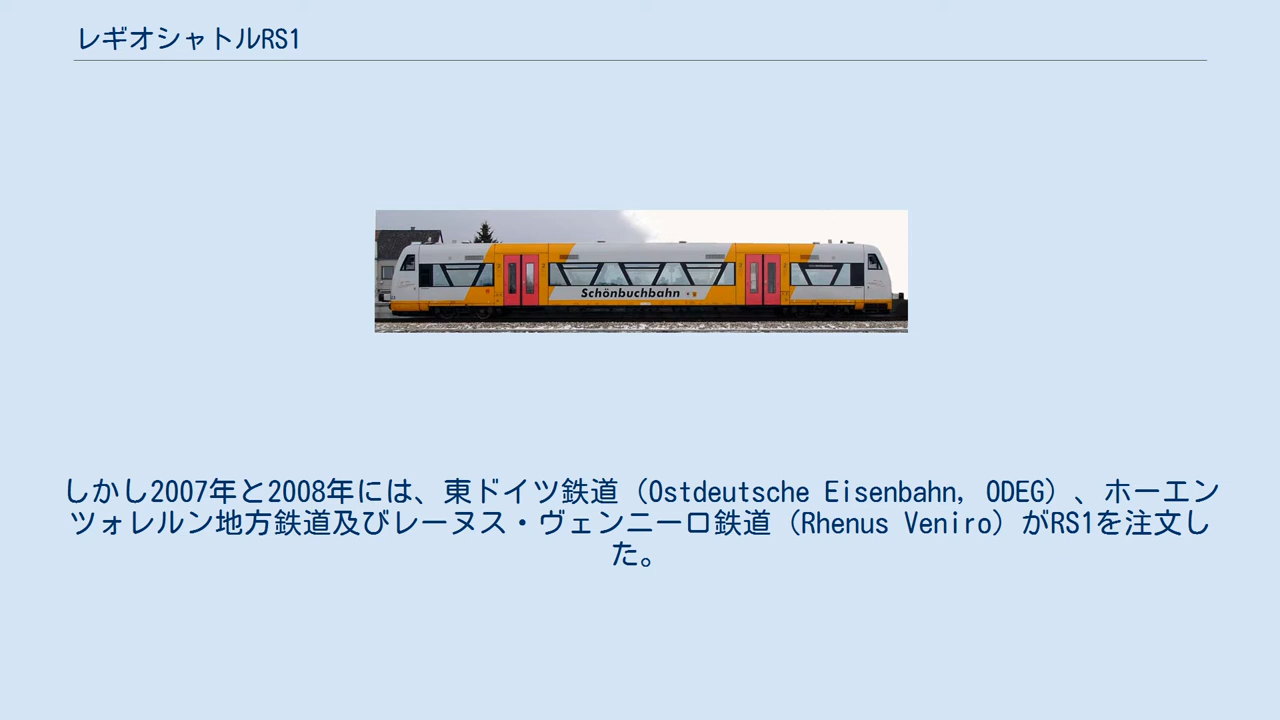 レギオシャトルRS1
Schönbuchbahn
しかし2007年と2008年には、東ドイツ鉄道（Ostdeutsche Eisenbahn, ODEG）、ホーエン
ツォレルン地方鉄道及びレーヌス・ヴェンニーロ鉄道（Rhenus Veniro）がRS1を注文し
た。